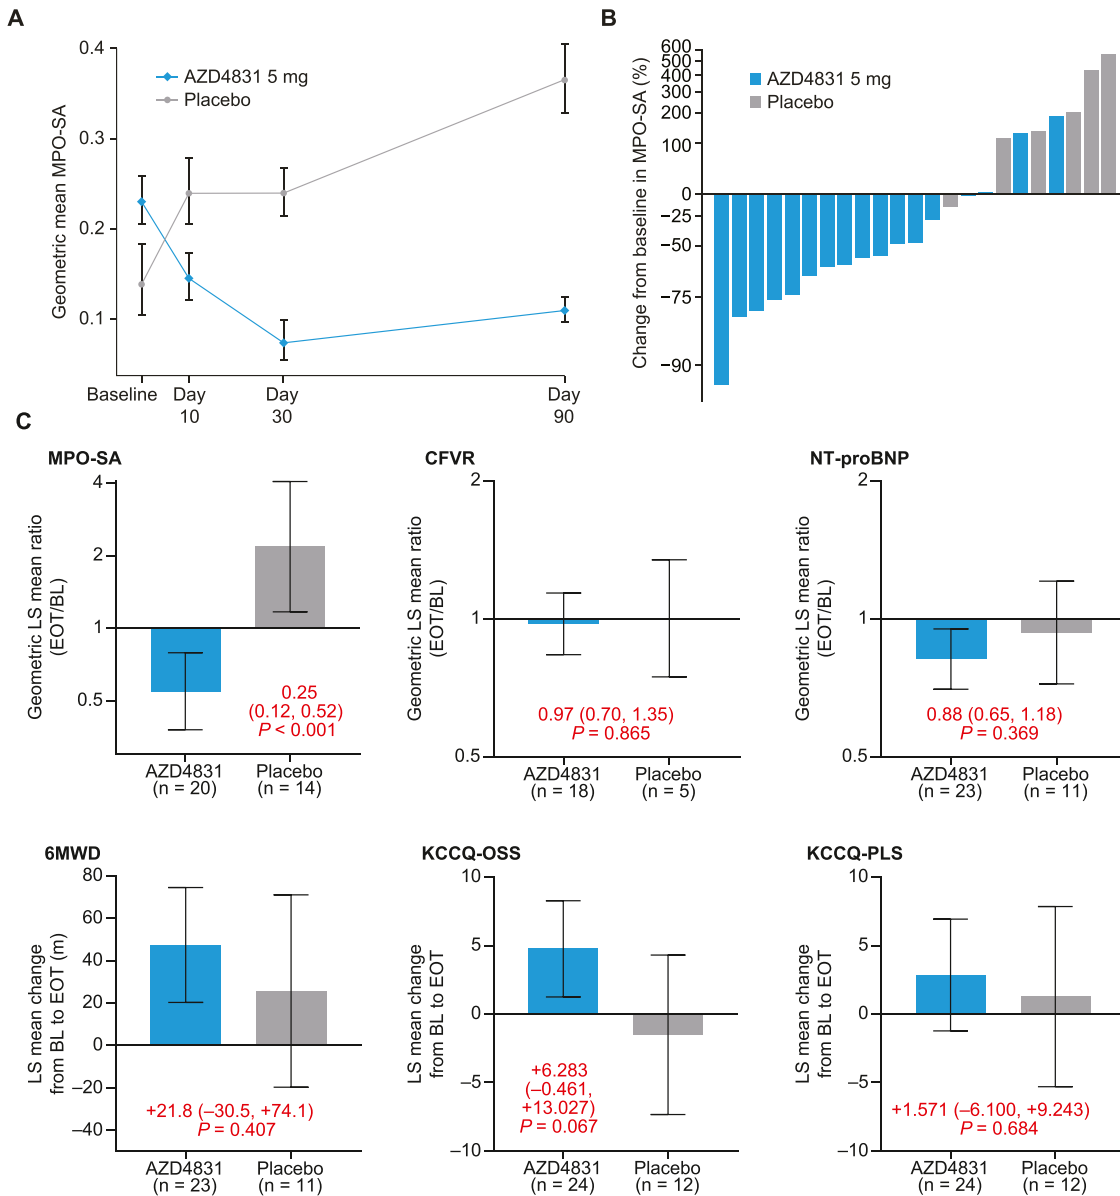 A
Geometric mean MPO-SA
0.4
0.3
0.2
0.1
AZD4831 5 mg
Placebo
Baseline
Day
10
Day
30
Day
90
B
Change from baseline in MPO-SA (%)
600
500
400
300
200
100
0
−25
−50
−75
−90
AZD4831 5 mg
Placebo
C
MPO-SA
Geometric LS mean ratio
(EOT/BL)
4
2
1
0.5
0.25
(0.12, 0.52)
P < 0.001
AZD4831
(n = 20)
Placebo
(n = 14)
CFVR
Geometric LS mean ratio
(EOT/BL)
2
1
0.5
0.97 (0.70, 1.35)
P = 0.865
AZD4831
(n = 18)
Placebo
(n = 5)
NT-proBNP
Geometric LS mean ratio
(EOT/BL)
2
1
0.5
0.88 (0.65, 1.18)
P = 0.369
AZD4831
(n = 23)
Placebo
(n = 11)
6MWD
LS mean change
from BL to EOT (m)
80
60
40
20
0
–20
–40
+21.8 (–30.5, +74.1)
P = 0.407
AZD4831
(n = 23)
Placebo
(n = 11)
KCCQ-OSS
LS mean change
from BL to EOT
10
5
0
–5
–10
+6.283
(–0.461,
+13.027)
P = 0.067
AZD4831
(n = 24)
Placebo
(n = 12)
KCCQ-PLS
LS mean change
from BL to EOT
10
5
0
–5
–10
+1.571 (–6.100, +9.243)
P = 0.684
AZD4831
(n = 24)
Placebo
(n = 12)